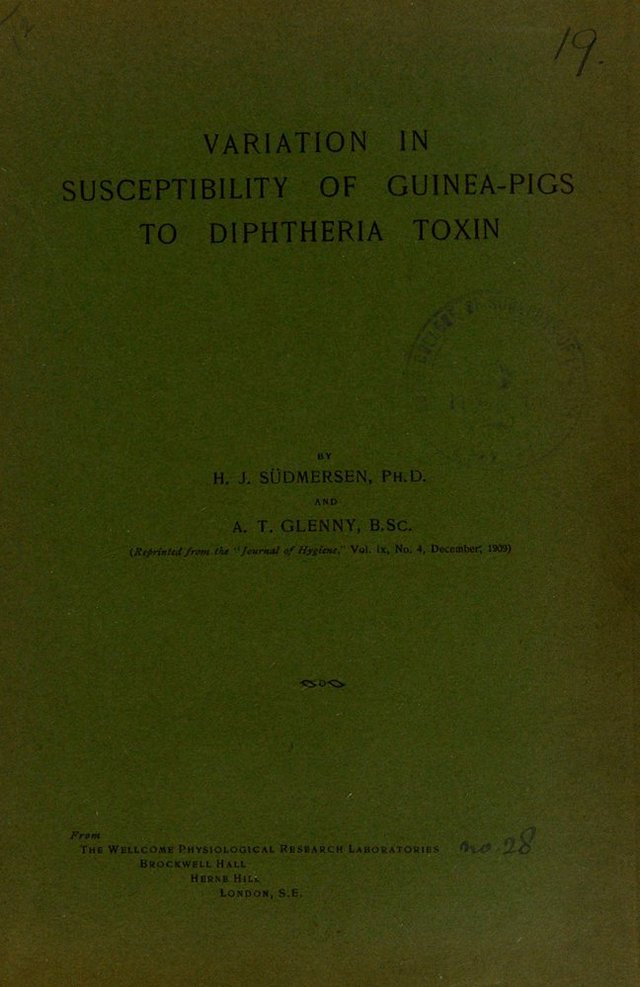 19.
VARIATION IN
SUSCEPTIBILITY OF GUINEA-PIGS
TO DIPHTHERIA TOXIN
BY
H. J. SÜDMERSEN, PH.D.
AND
A. T. GLENNY, B.SC.
(Reprinted from the "Journal of Hygiene," Vol. ix, No. 4, December, 1909)
From
THE WELLCOME PHYSIOLOGICAL RESEARCH LABORATORIES no. 28
BROCKWELL HALL
HERNE HILL
LONDON, S.E.